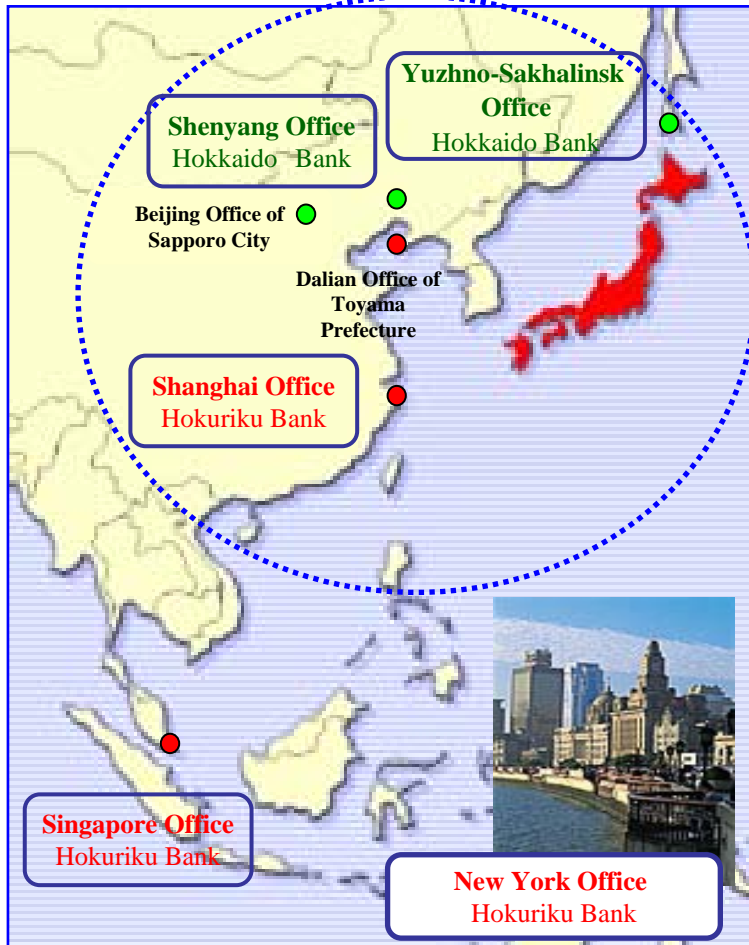 Yuzhno-Sakhalinsk
Office
Hokkaido Bank
Shenyang Office
Hokkaido Bank
Beijing Office of
Sapporo City
Dalian Office of
Toyama
Prefecture
Shanghai Office
Hokuriku Bank
Singapore Office
Hokuriku Bank
New York Office
Hokuriku Bank